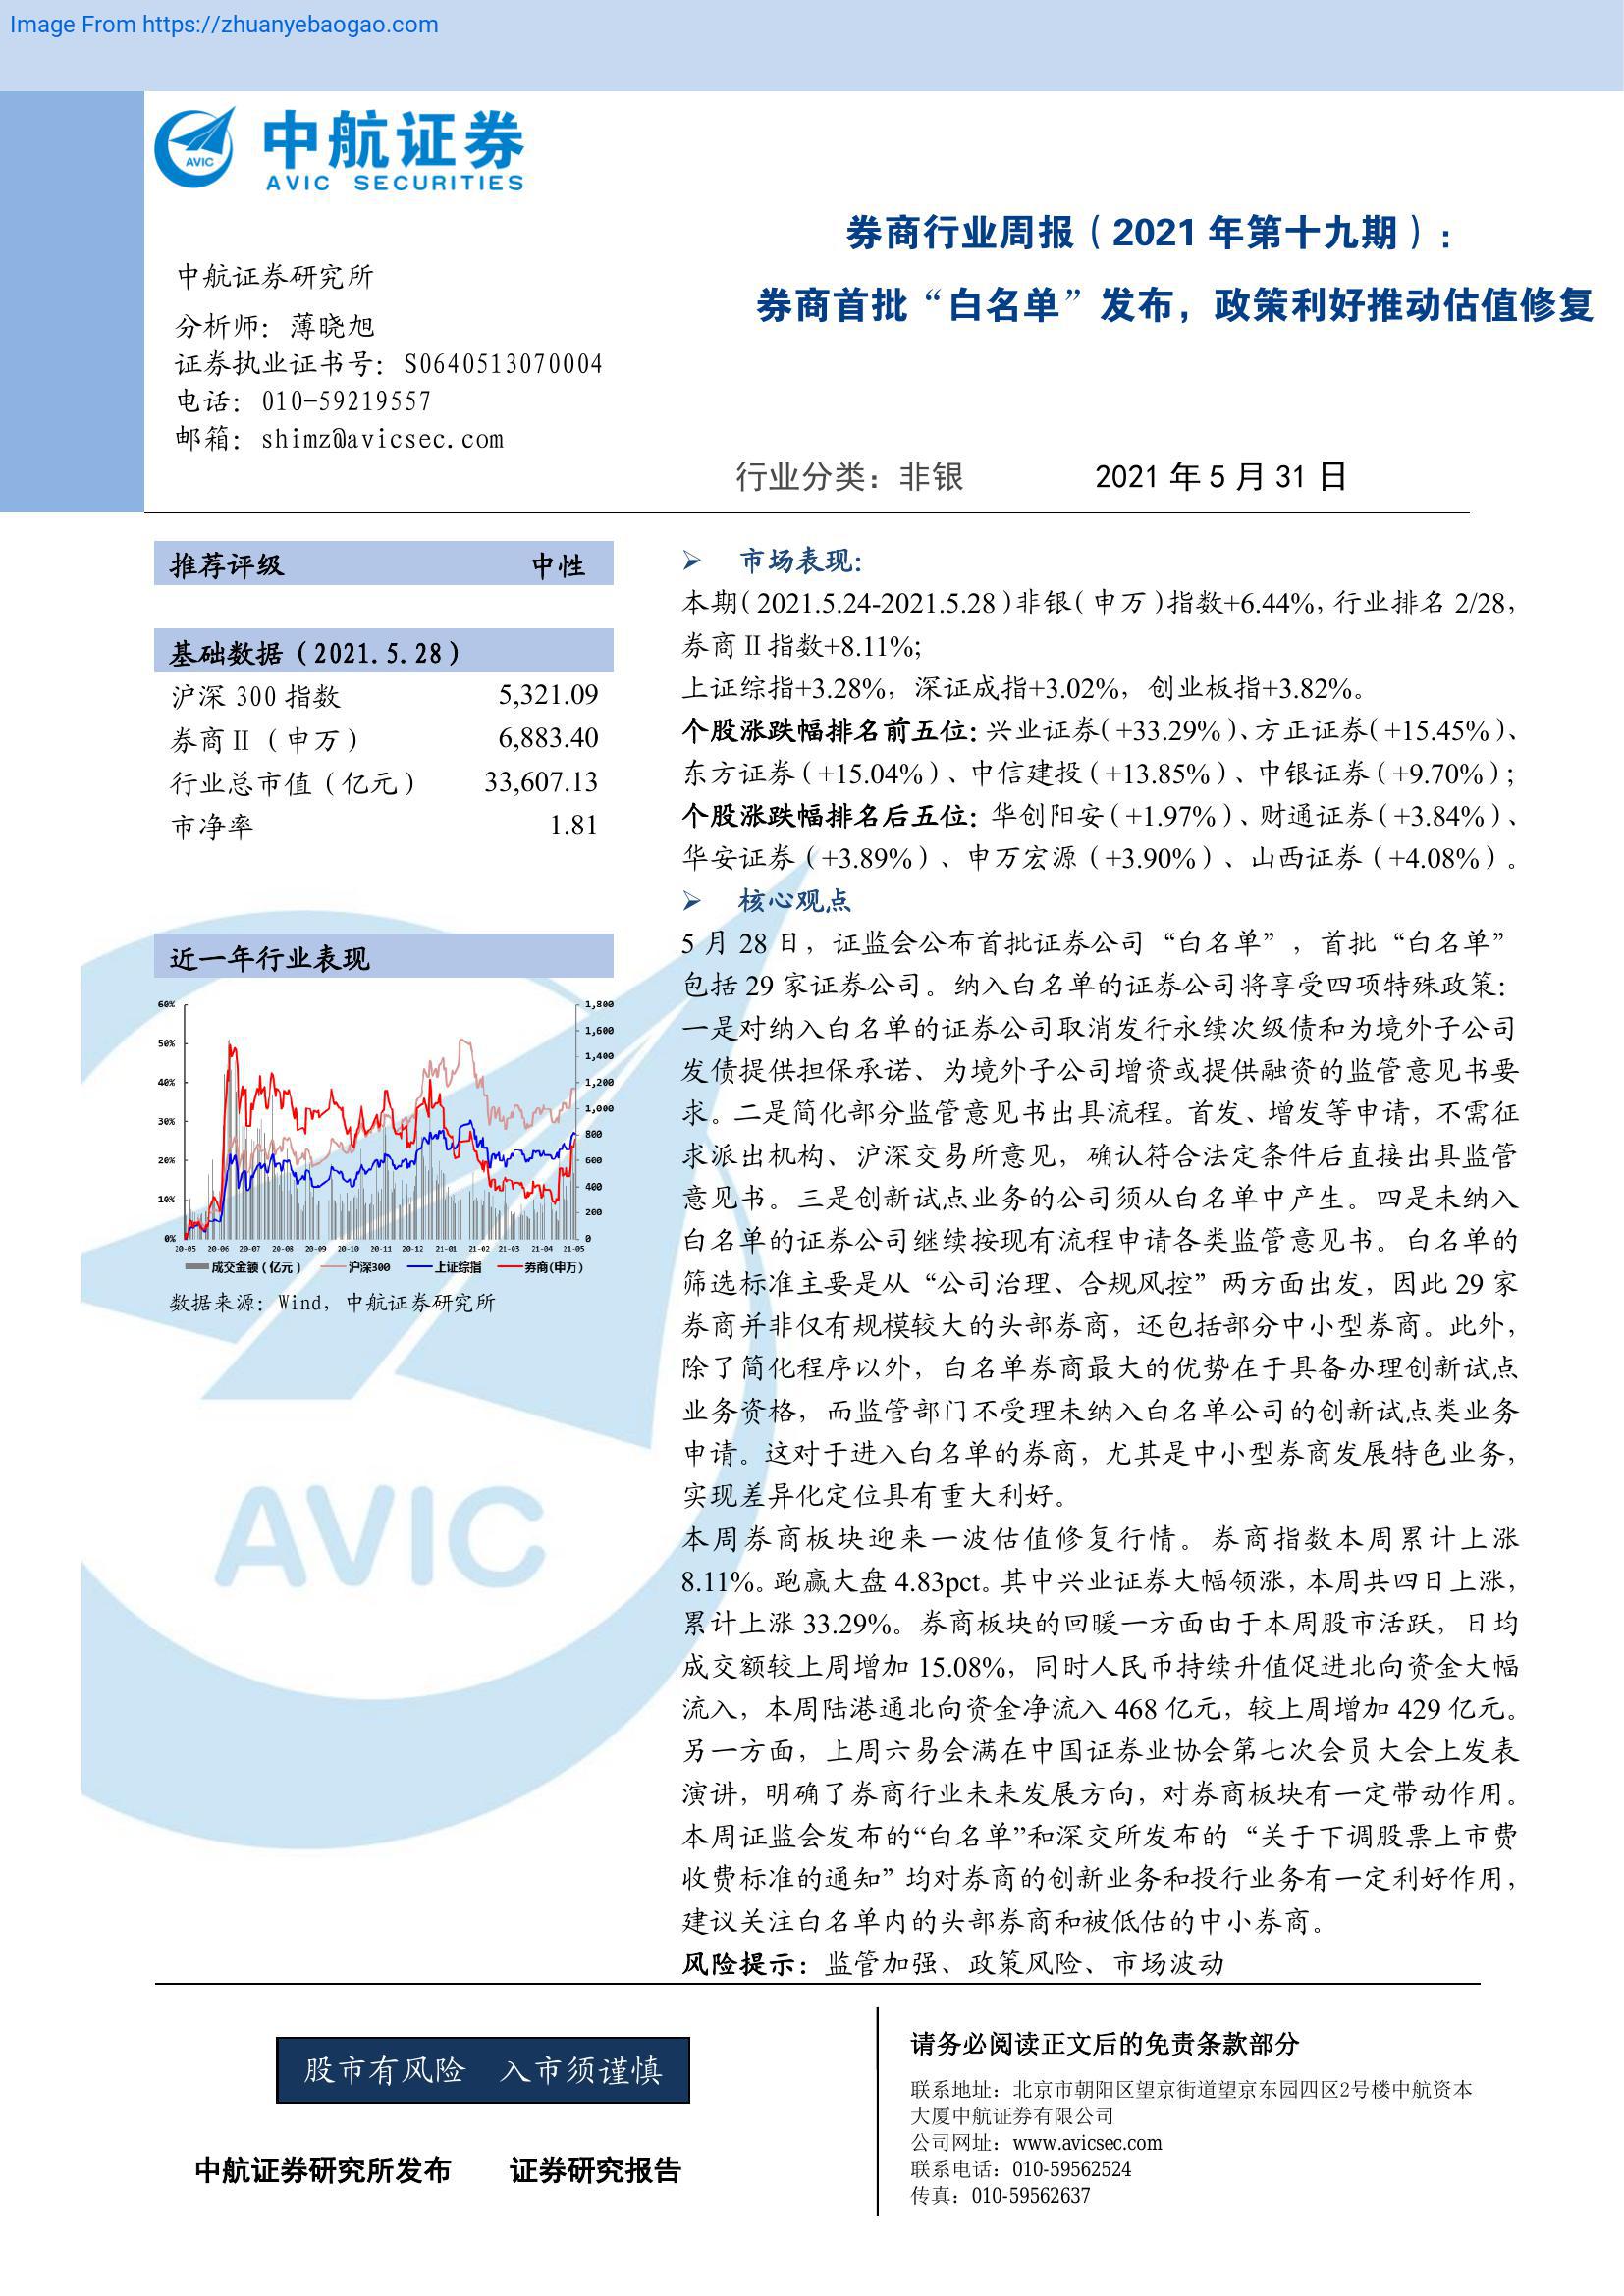 Image From https://zhuanyebaogao.com
中航证券
AVIC SECURITIES
AVIC
券商行业周报（2021 年第十九期）：
券商首批“白名单”发布，政策利好推动估值修复
中航证券研究所
分析师：薄晓旭
证券执业证书号：S0640513070004
电话：010-59219557
邮箱：shimz@avicsec.com
行业分类：非银 2021 年 5 月 31 日
推荐评级 中性
基础数据（2021.5.28）
沪深 300 指数 5,321.09
券商Ⅱ（申万） 6,883.40
行业总市值（亿元） 33,607.13
市净率 1.81
近一年行业表现
60% 1,800
1,600
50%
1,400
40% 1,200
1,000
30%
800
20% 600
400
10%
200
0% 0
20-05 20-06 20-07 20-08 20-09 20-10 20-11 20-12 21-01 21-02 21-03 21-04 21-05
成交金额（亿元） 沪深300 上证综指 券商(申万)
数据来源：Wind，中航证券研究所
AVIC
➢ 市场表现：
本期（2021.5.24-2021.5.28）非银（申万）指数+6.44%，行业排名 2/28，
券商Ⅱ指数+8.11%;
上证综指+3.28%，深证成指+3.02%，创业板指+3.82%。
个股涨跌幅排名前五位：兴业证券（+33.29%）、方正证券（+15.45%）、
东方证券（+15.04%）、中信建投（+13.85%）、中银证券（+9.70%）；
个股涨跌幅排名后五位：华创阳安（+1.97%）、财通证券（+3.84%）、
华安证券（+3.89%）、申万宏源（+3.90%）、山西证券（+4.08%）。
➢ 核心观点
5 月 28 日，证监会公布首批证券公司“白名单”，首批“白名单”
包括 29 家证券公司。纳入白名单的证券公司将享受四项特殊政策：
一是对纳入白名单的证券公司取消发行永续次级债和为境外子公司
发债提供担保承诺、为境外子公司增资或提供融资的监管意见书要
求。二是简化部分监管意见书出具流程。首发、增发等申请，不需征
求派出机构、沪深交易所意见，确认符合法定条件后直接出具监管
意见书。三是创新试点业务的公司须从白名单中产生。四是未纳入
白名单的证券公司继续按现有流程申请各类监管意见书。白名单的
筛选标准主要是从“公司治理、合规风控”两方面出发，因此 29 家
券商并非仅有规模较大的头部券商，还包括部分中小型券商。此外，
除了简化程序以外，白名单券商最大的优势在于具备办理创新试点
业务资格，而监管部门不受理未纳入白名单公司的创新试点类业务
申请。这对于进入白名单的券商，尤其是中小型券商发展特色业务，
实现差异化定位具有重大利好。
本周券商板块迎来一波估值修复行情。券商指数本周累计上涨
8.11%。跑赢大盘 4.83pct。其中兴业证券大幅领涨，本周共四日上涨，
累计上涨 33.29%。券商板块的回暖一方面由于本周股市活跃，日均
成交额较上周增加 15.08%，同时人民币持续升值促进北向资金大幅
流入，本周陆港通北向资金净流入 468 亿元，较上周增加 429 亿元。
另一方面，上周六易会满在中国证券业协会第七次会员大会上发表
演讲，明确了券商行业未来发展方向，对券商板块有一定带动作用。
本周证监会发布的“白名单”和深交所发布的“关于下调股票上市费
收费标准的通知”均对券商的创新业务和投行业务有一定利好作用，
建议关注白名单内的头部券商和被低估的中小券商。
风险提示：监管加强、政策风险、市场波动
股市有风险 入市须谨慎
中航证券研究所发布 证券研究报告
请务必阅读正文后的免责条款部分
联系地址：北京市朝阳区望京街道望京东园四区2号楼中航资本
大厦中航证券有限公司
公司网址：www.avicsec.com
联系电话：010-59562524
传真：010-59562637